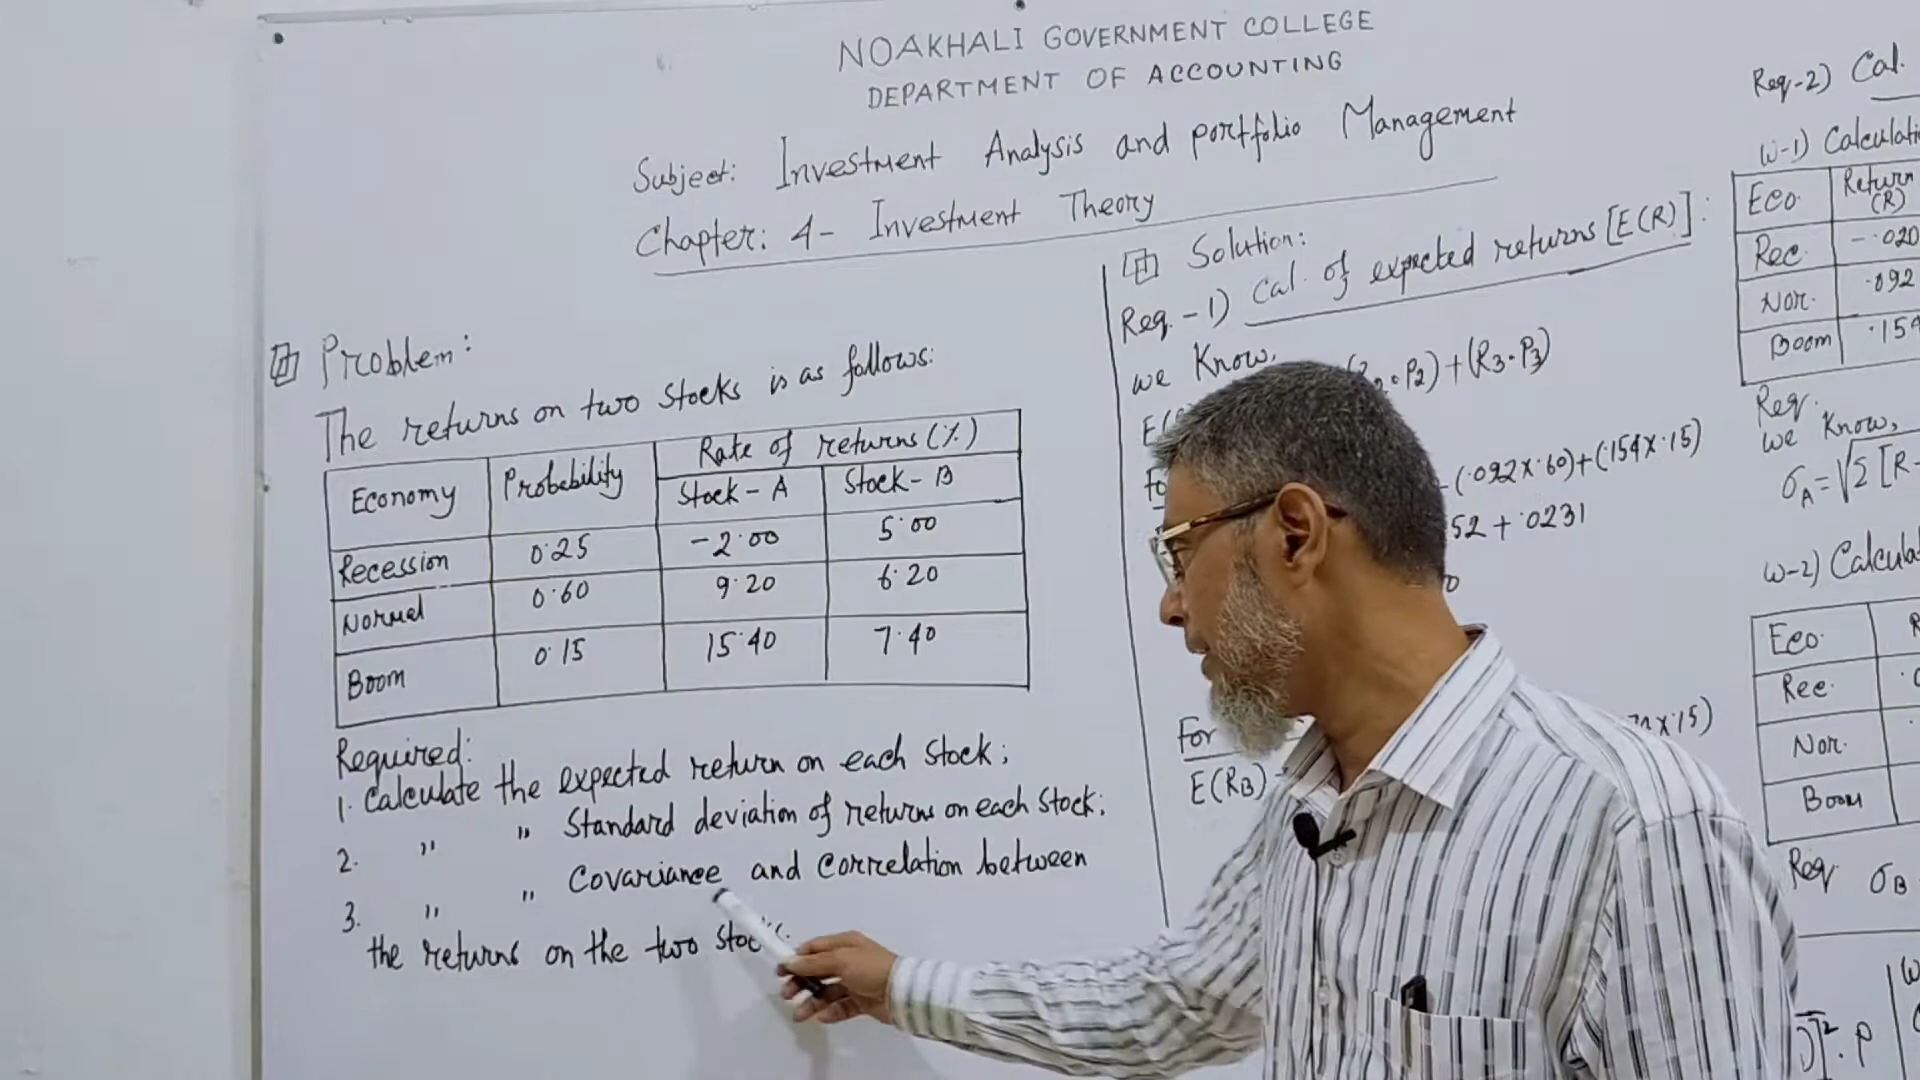 NOAKHALI GOVERNMENT COLLEGE
DEPARTMENT OF ACCOUNTING
Subject: Investment Analysis and portfolio Management
Chapter: 4- Investment Theory
Problem:
The returns on two stocks is as follows:
Economy Probability Rate of returns (%)
Stock-A Stock-B
Recession 0.25 -2.00 5.00
Normal 0.60 9.20 6.20
Boom 0.15 15.40 7.40
Required:
1. Calculate the expected return on each stock;
2. " " Standard deviation of returns on each stock;
3. " " Covariance and Correlation between
the returns on the two
Solution:
Req.-1) Cal. of expected returns [E(R)]:
we Know,
P2)+(R3.P3)
(.092×.60)+(.154×.15)
52 + .0231
For
×.15)
E(RB)
Req-2) Cal.
W-1)
Eco. Return (R)
Rec. -.020
Nor. .092
Boom
Req.
we Know,
σA=√Σ[R-
W-2)
Eco.
Rec.
Nor.
Boom
Req σB
]².P